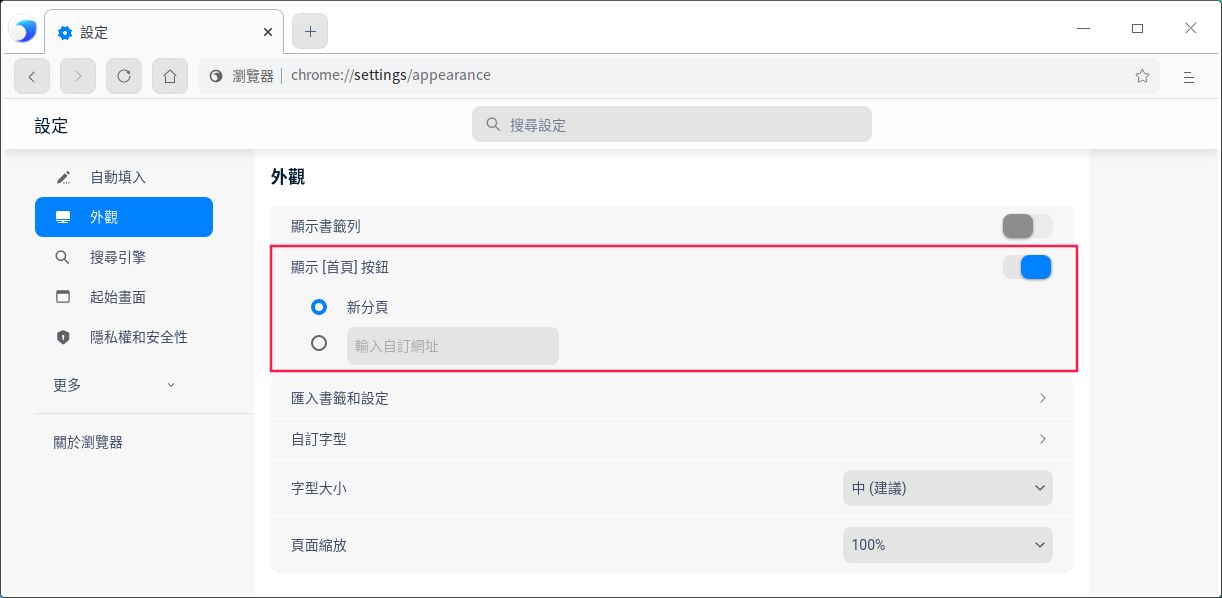 設定
瀏覽器 | chrome://settings/appearance
設定
搜尋設定
自動填入
外觀
搜尋引擎
起始畫面
隱私權和安全性
更多
關於瀏覽器
外觀
顯示書籤列
顯示 [首頁] 按鈕
新分頁
輸入自訂網址
匯入書籤和設定
自訂字型
字型大小
中 (建議)
頁面縮放
100%